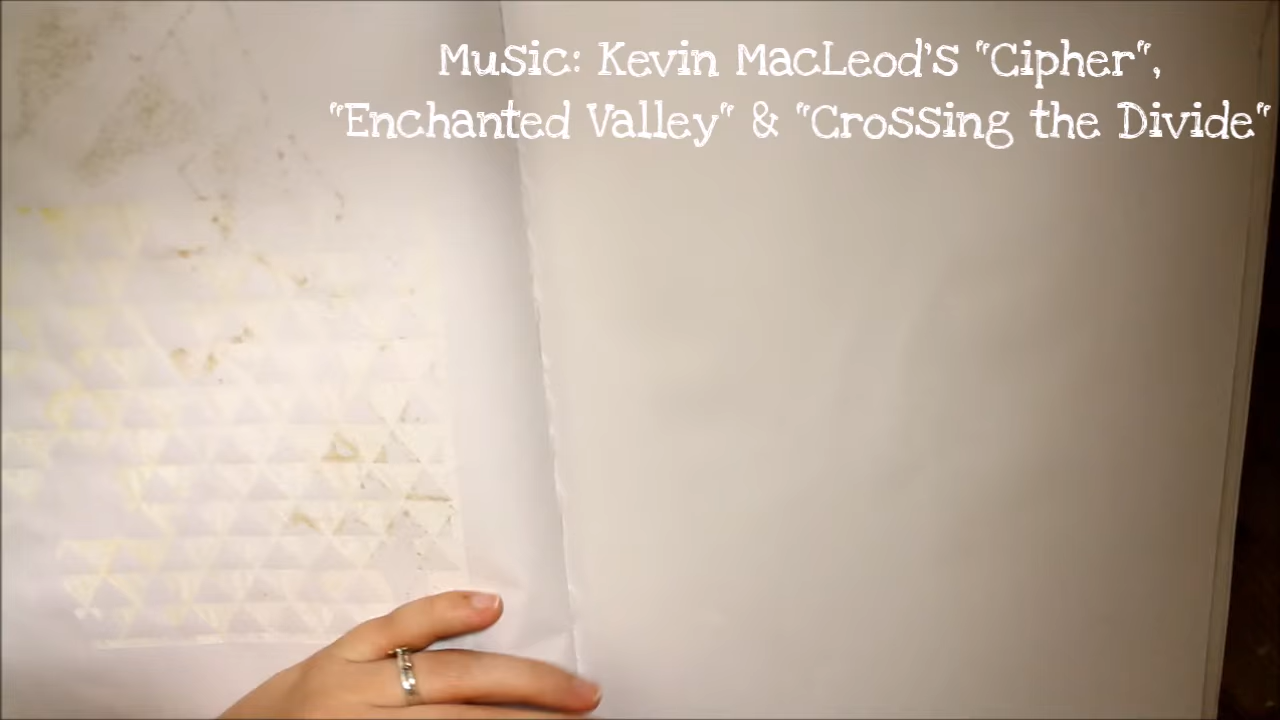 Music: Kevin MacLeod's "Cipher",
"Enchanted Valley" & "Crossing the Divide"